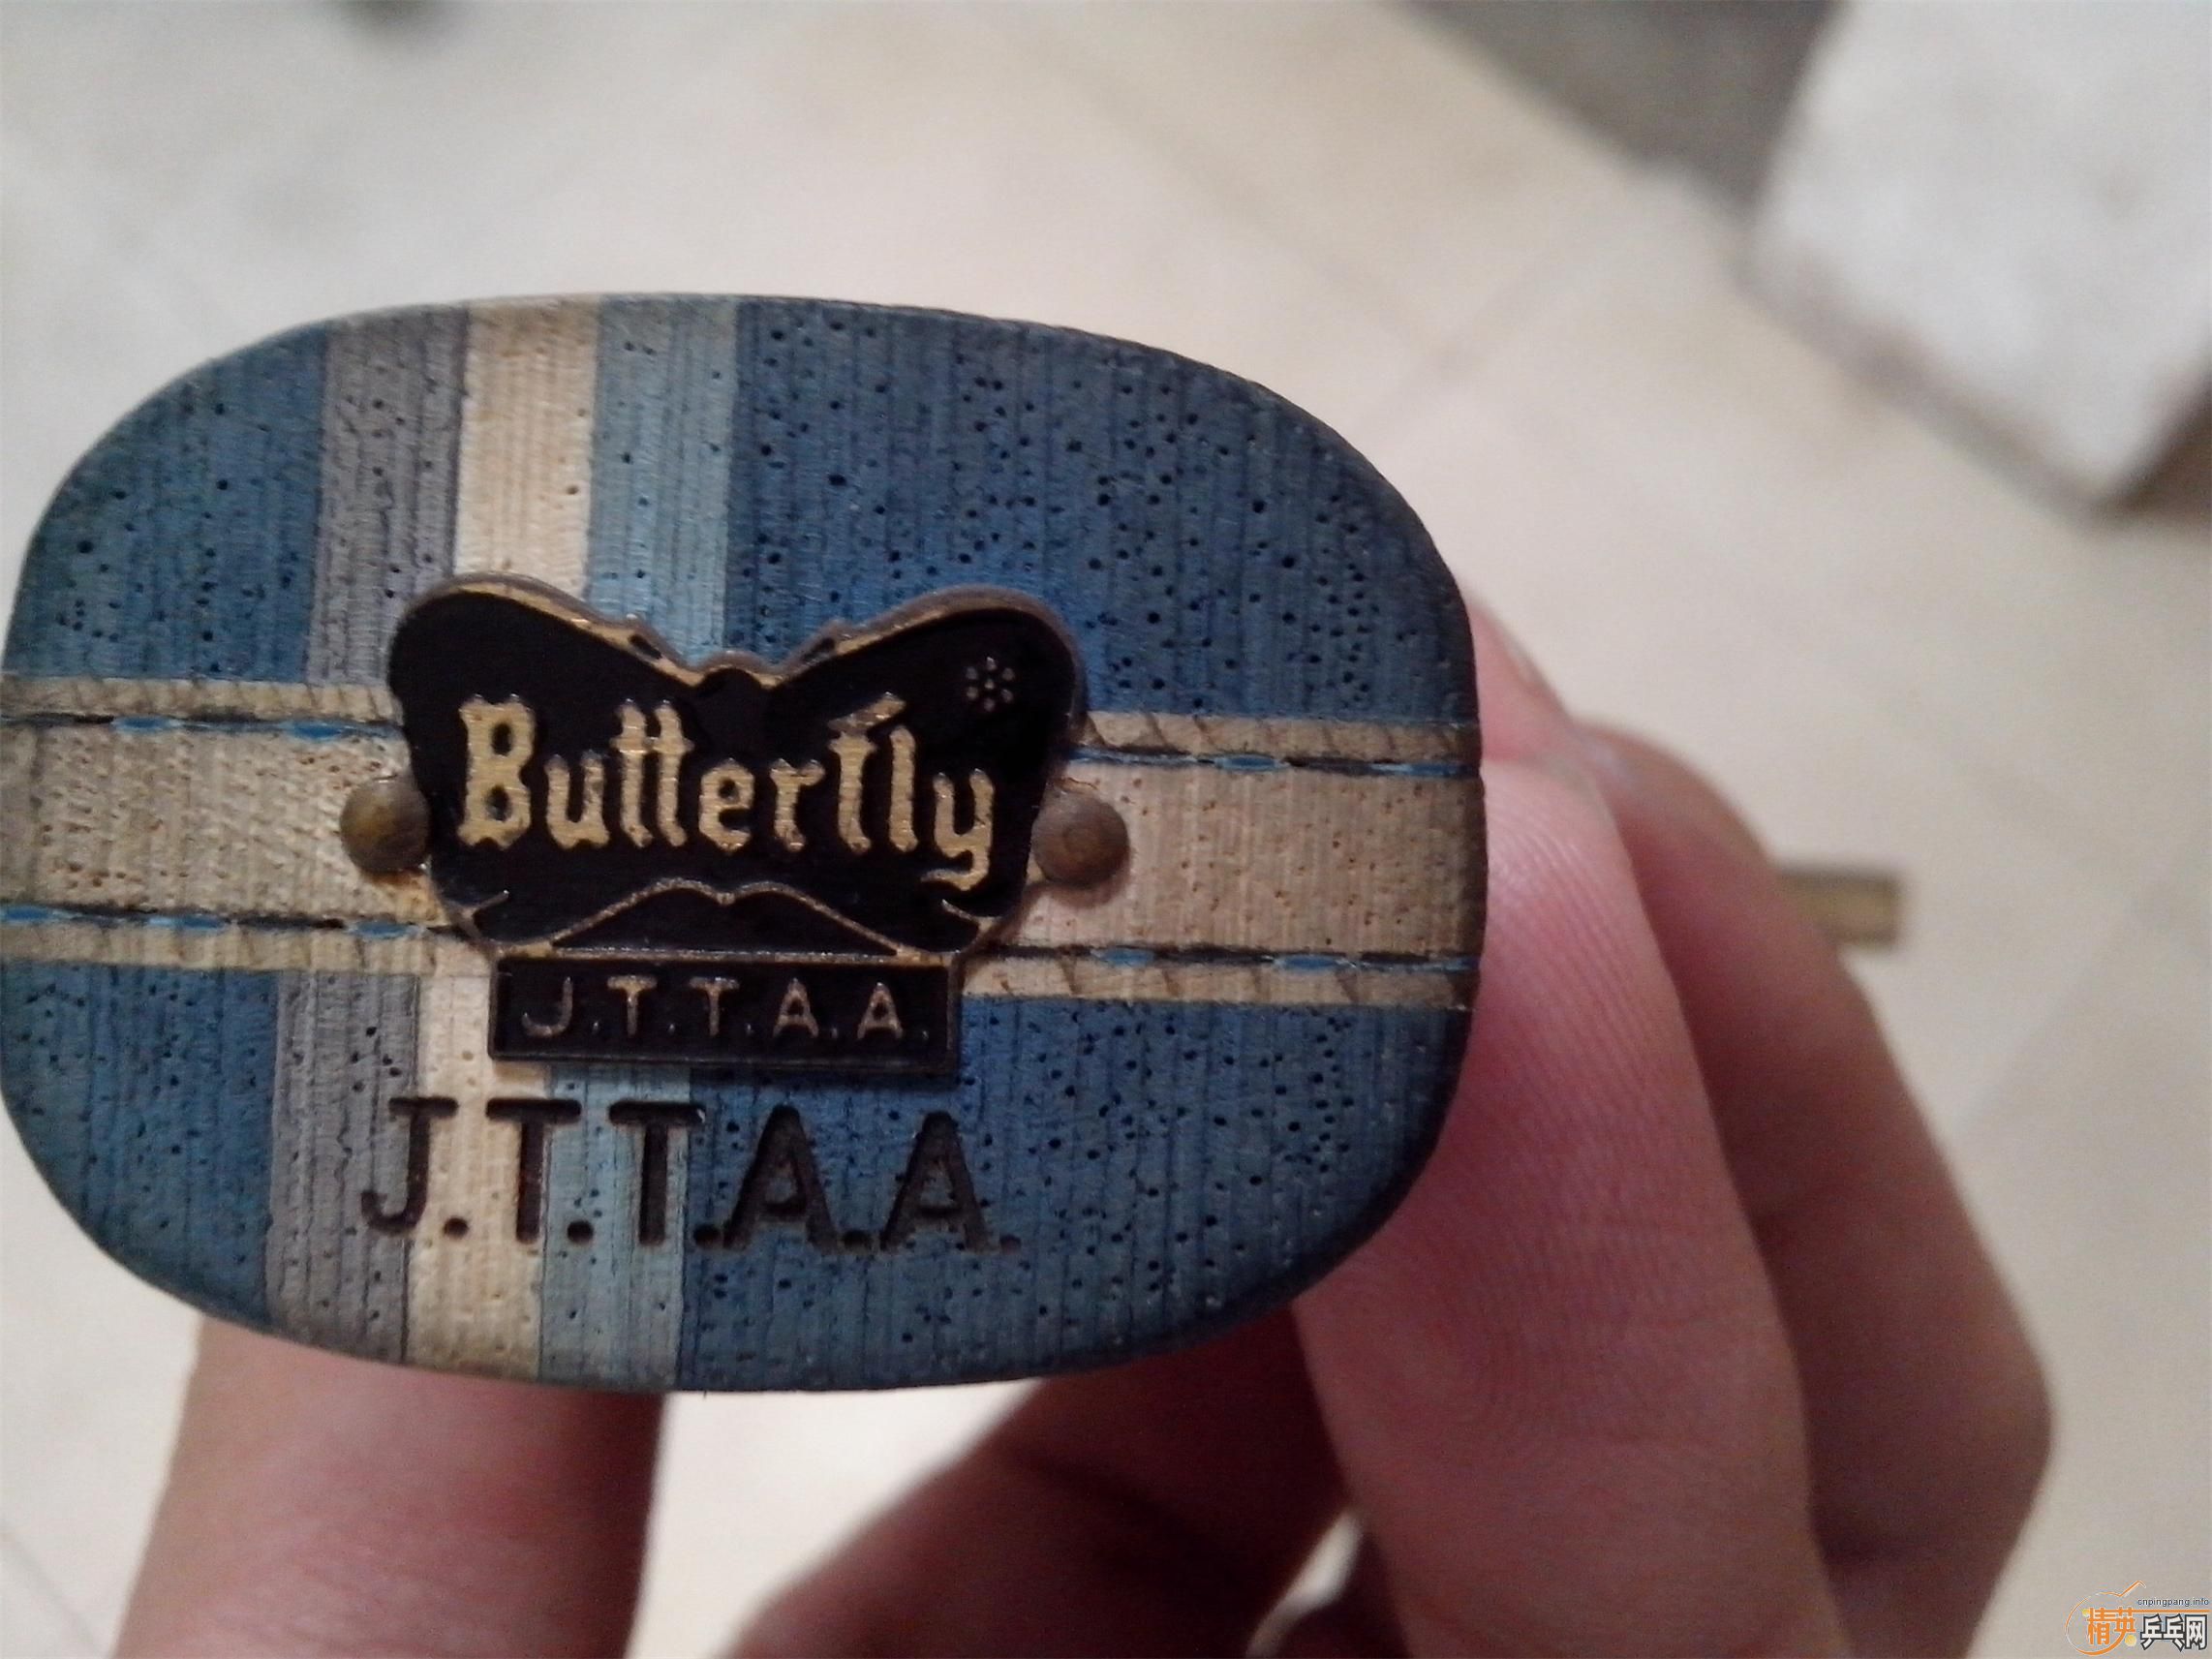 Butterfly
J.T.T.A.A.
J.T.T.A.A.
cnpingpang.info
精英乒乓网